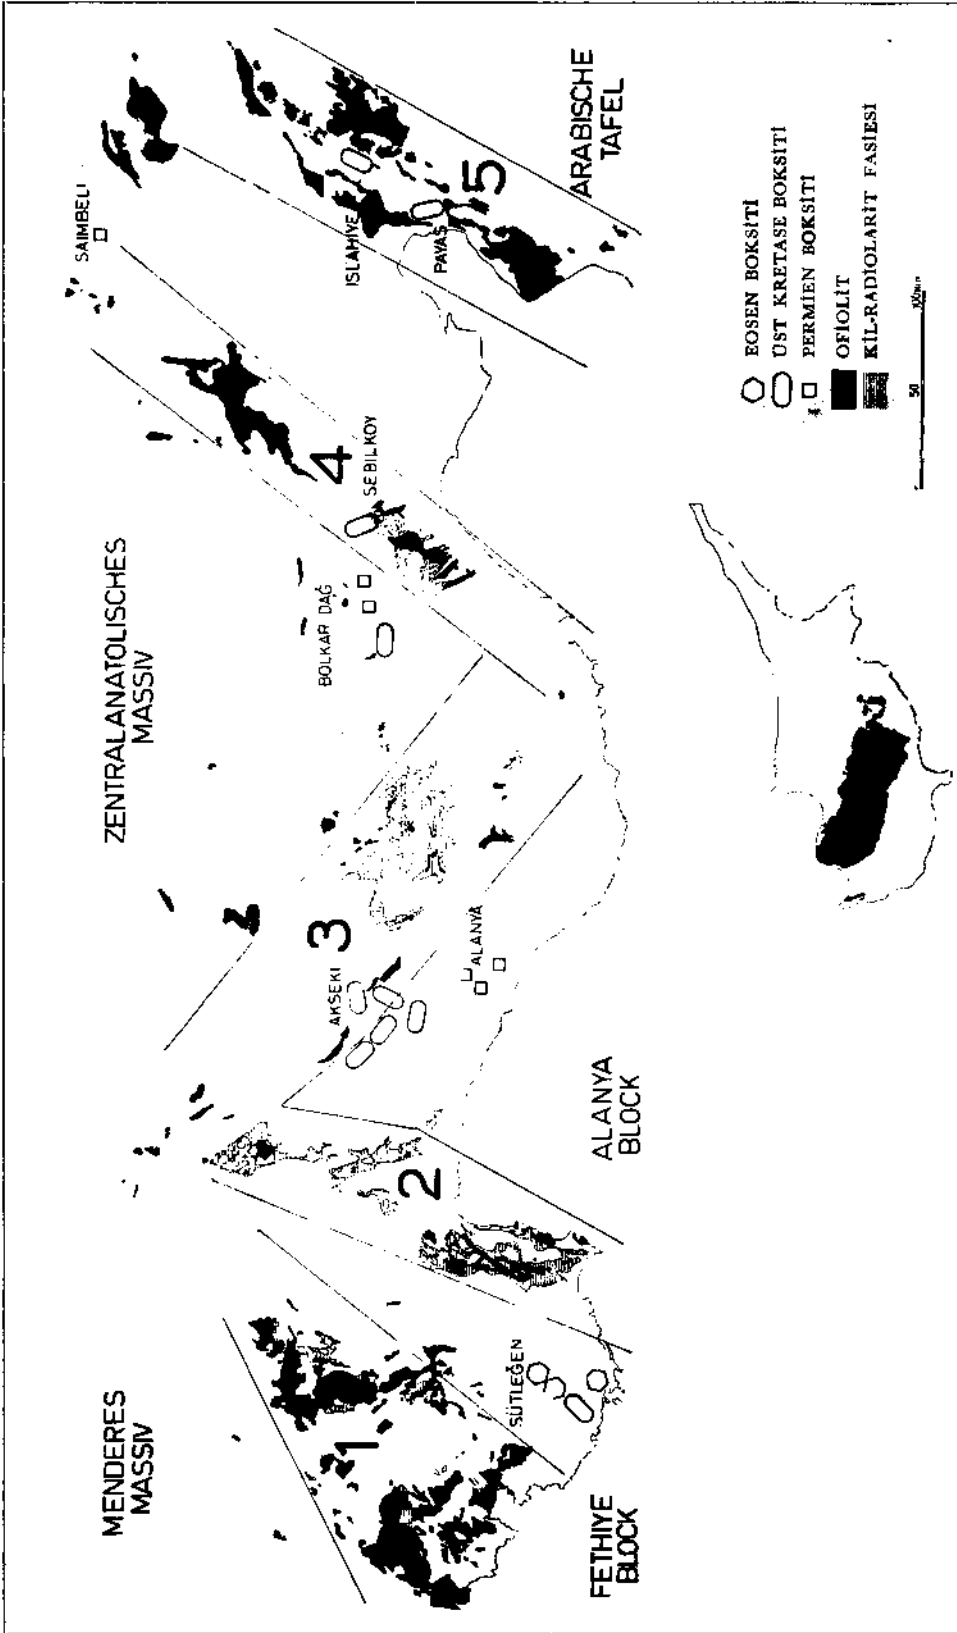 MENDERES
MASSIV
ZENTRALANATOLISCHES
MASSIV
SAIMBELI
ISLAHIYE
PAYAS
5
ARABISCHE
TAFEL
4
SEBILKOY
BOLKAR DAĞ
3
AKSEKI
ALANYA
2
1
SÜTLEĞEN
FETHIYE
BLOCK
ALANYA
BLOCK
EOSEN BOKSİTİ
ÜST KRETASE BOKSİTİ
PERMİEN BOKSİTİ
OFİOLİT
KİL-RADİOLARİT FASİESİ
50